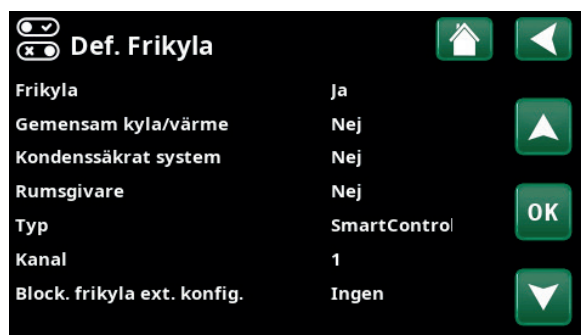 Def. Frikyla
Frikyla Ja
Gemensam kyla/värme Nej
Kondenssäkrat system Nej
Rumsgivare Nej
Typ SmartControl
Kanal 1
Block. frikyla ext. konfig. Ingen
OK